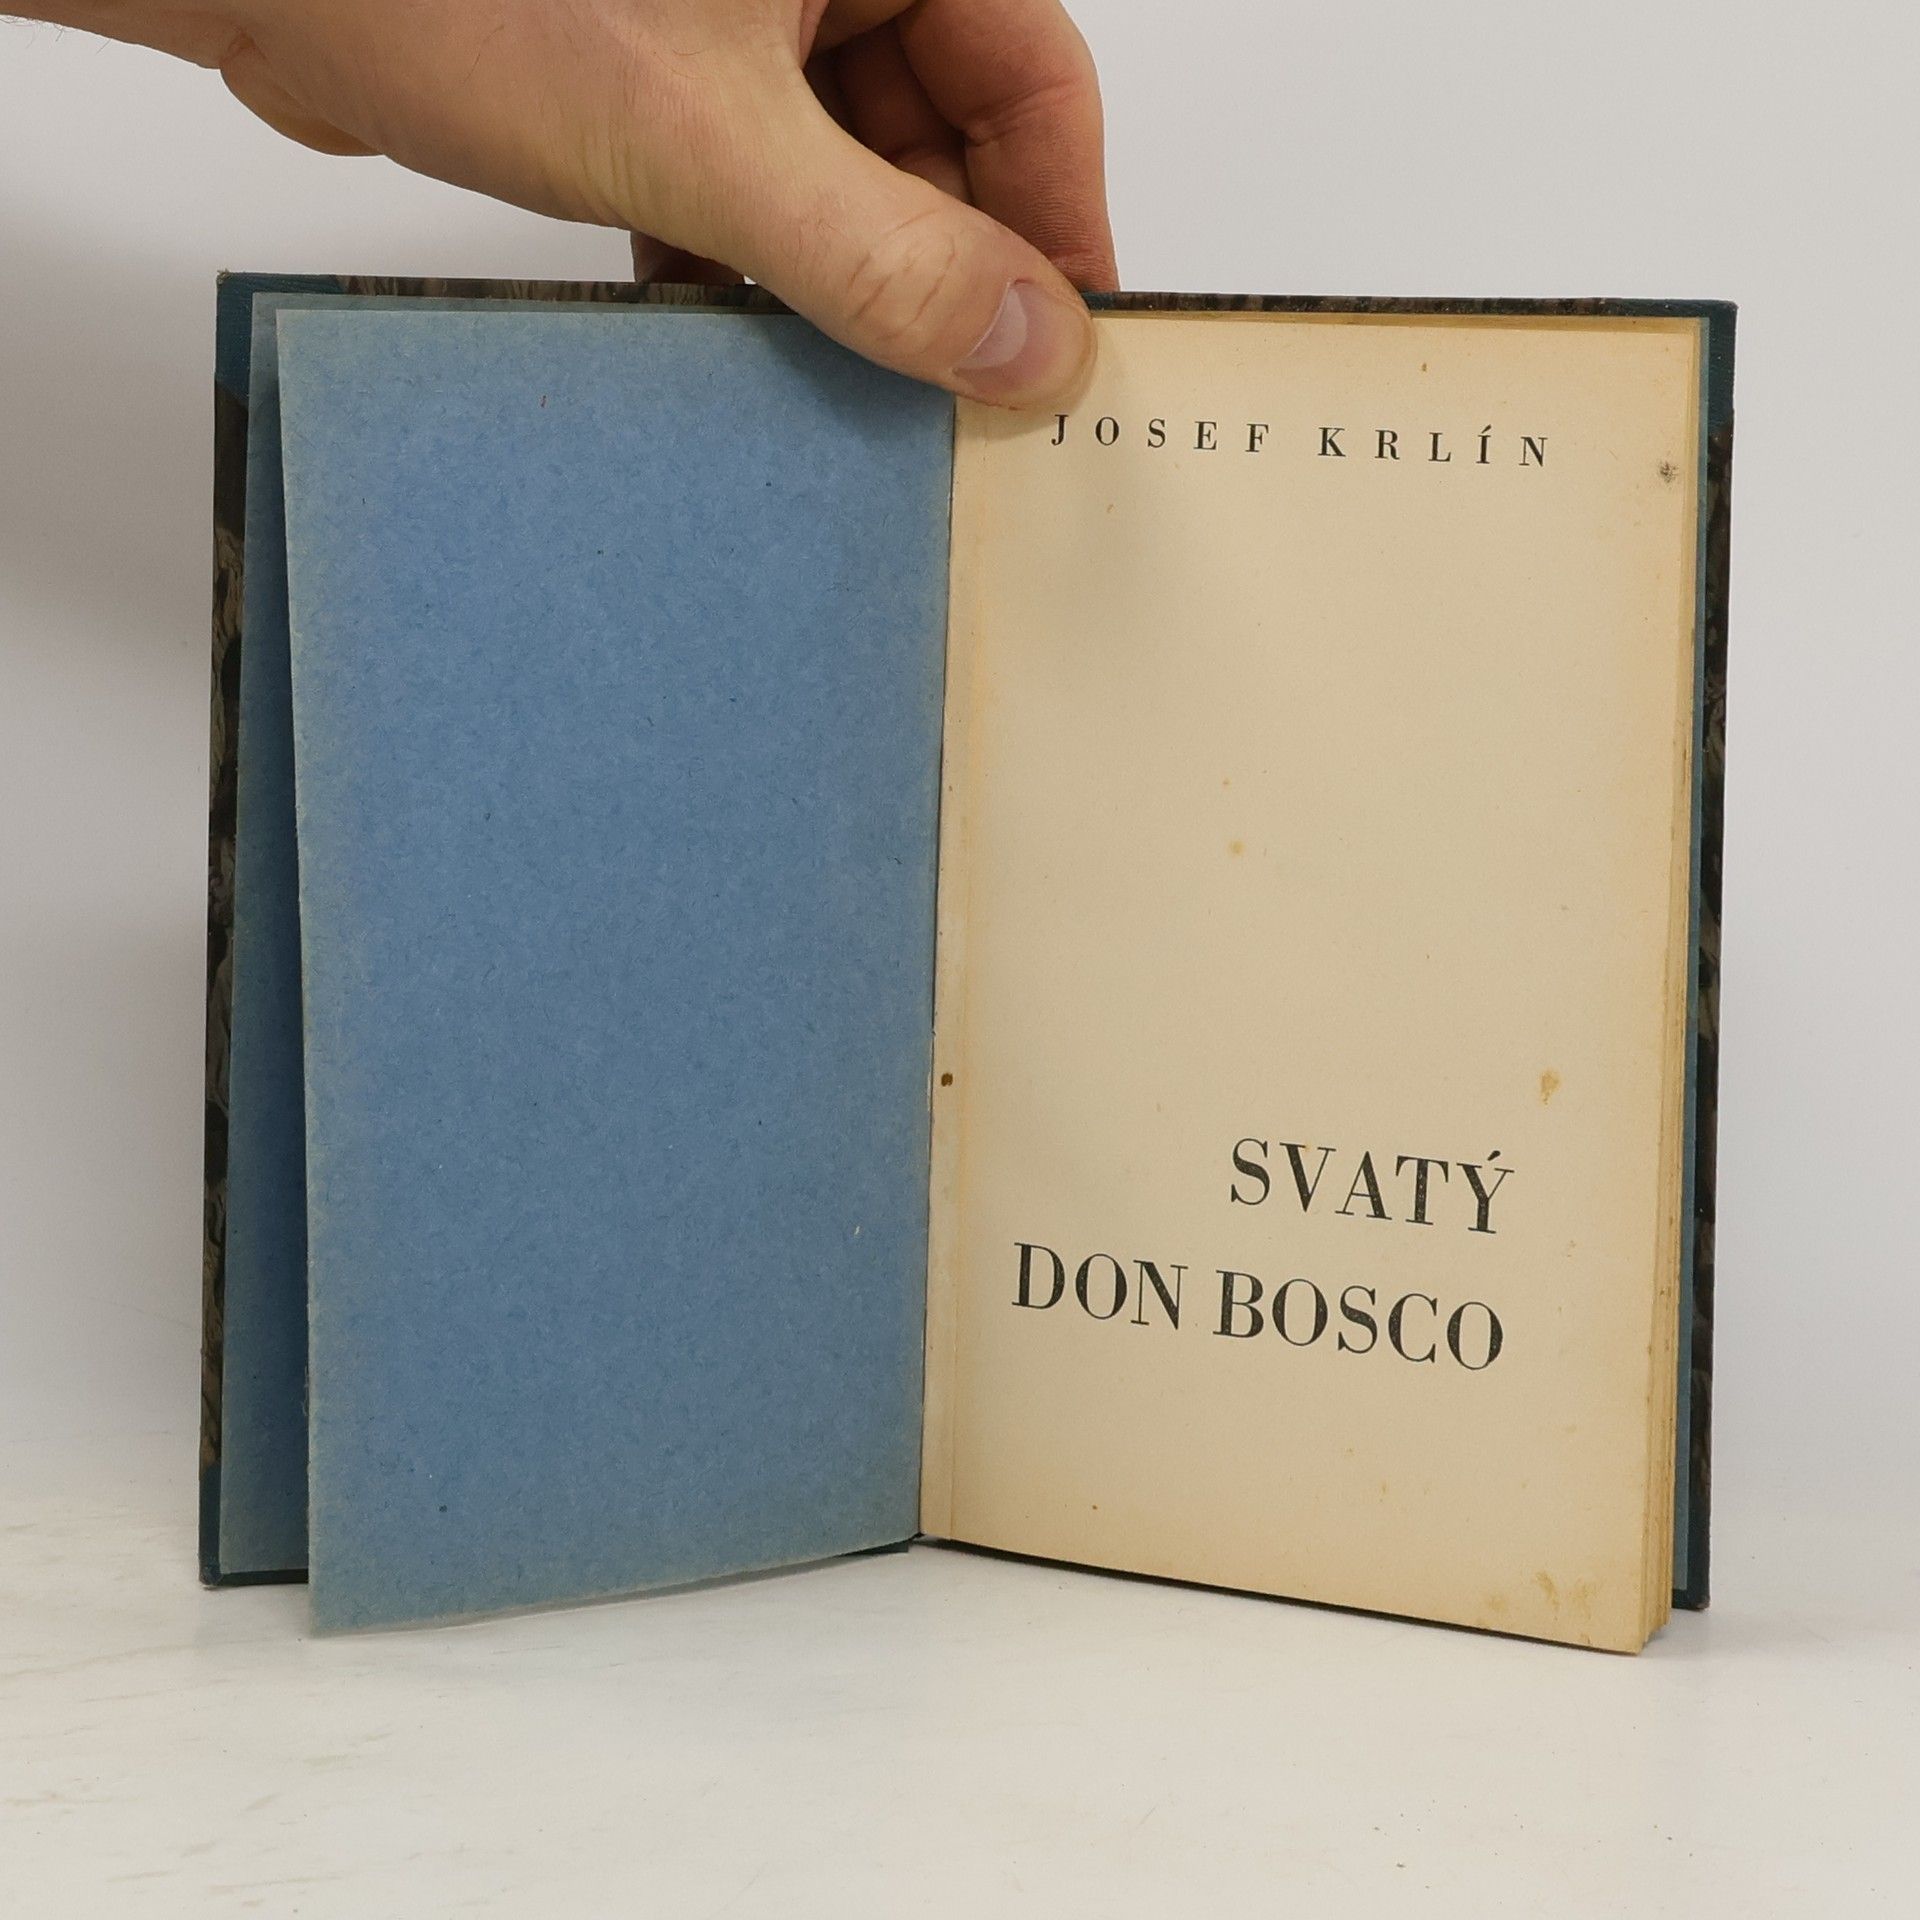 JOSEF KRLÍN
SVATÝ
DON BOSCO